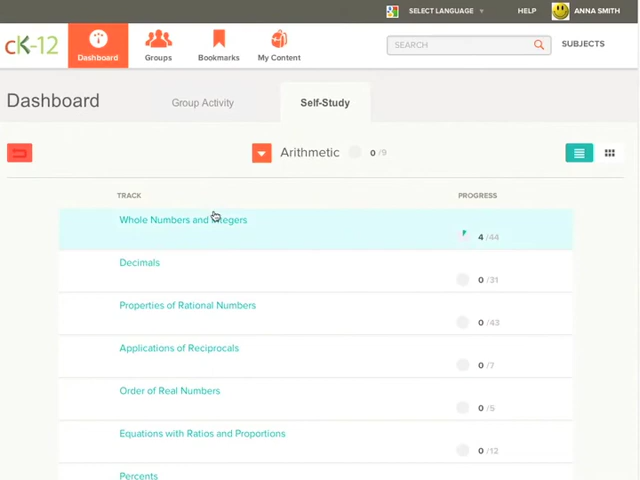 SELECT LANGUAGE HELP ANNA SMITH
cK-12 Dashboard Groups Bookmarks My Content SEARCH SUBJECTS
Dashboard Group Activity Self-Study
Arithmetic 0 /9
TRACK PROGRESS
Whole Numbers and Integers
4 /44
Decimals
0 /31
Properties of Rational Numbers
0 /43
Applications of Reciprocals
0 /7
Order of Real Numbers
0 /5
Equations with Ratios and Proportions
0 /12
Percents